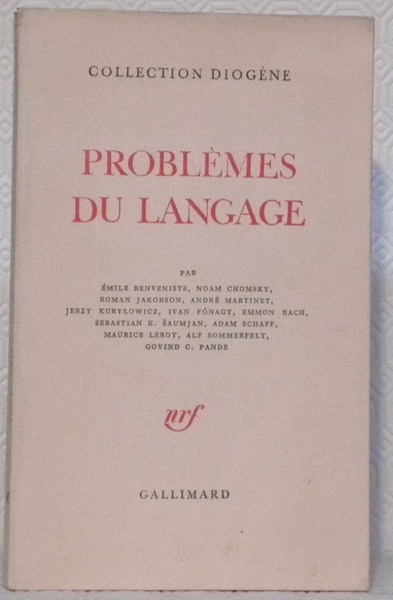 COLLECTION DIOGÈNE
PROBLÈMES
DU LANGAGE
PAR
ÉMILE BENVENISTE, NOAM CHOMSKY,
ROMAN JAKOBSON, ANDRÉ MARTINET,
JERZY KURYŁOWICZ, IVAN FÓNAGY, EMMON BACH,
SEBASTIAN K. ŠAUMJAN, ADAM SCHAFF,
MAURICE LEROY, ALF SOMMERFELT,
GOVIND C. PANDE
nrf
GALLIMARD